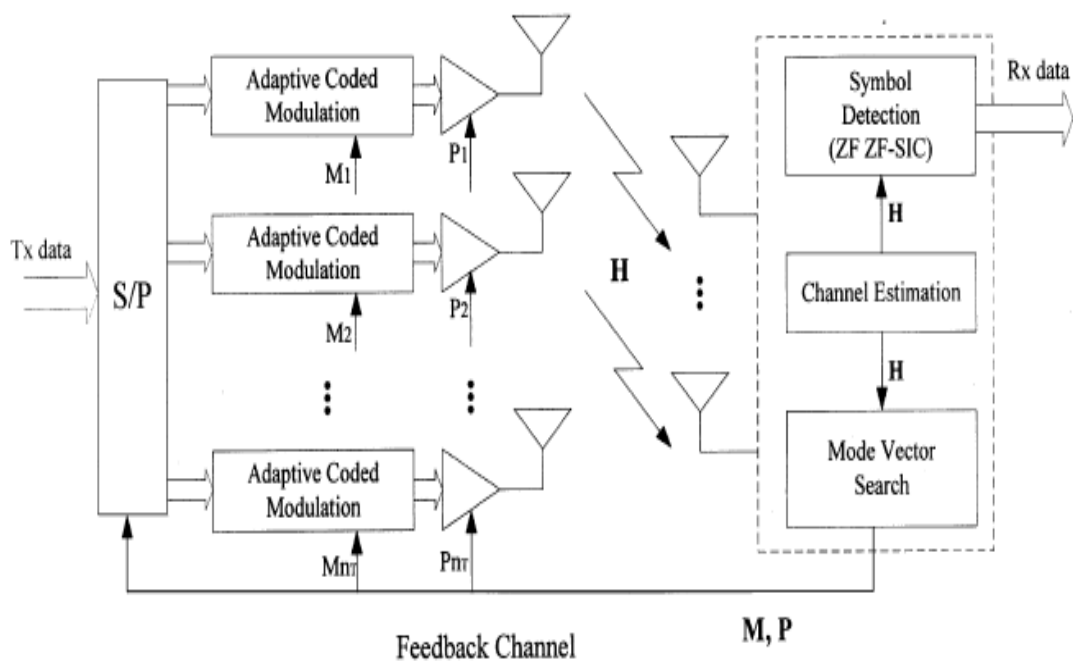 Adaptive Coded
Modulation
M1
P1
Tx data
S/P
Adaptive Coded
Modulation
M2
P2
Adaptive Coded
Modulation
MnT
PnT
H
Symbol
Detection
(ZF ZF-SIC)
Rx data
H
Channel Estimation
H
Mode Vector
Search
M, P
Feedback Channel